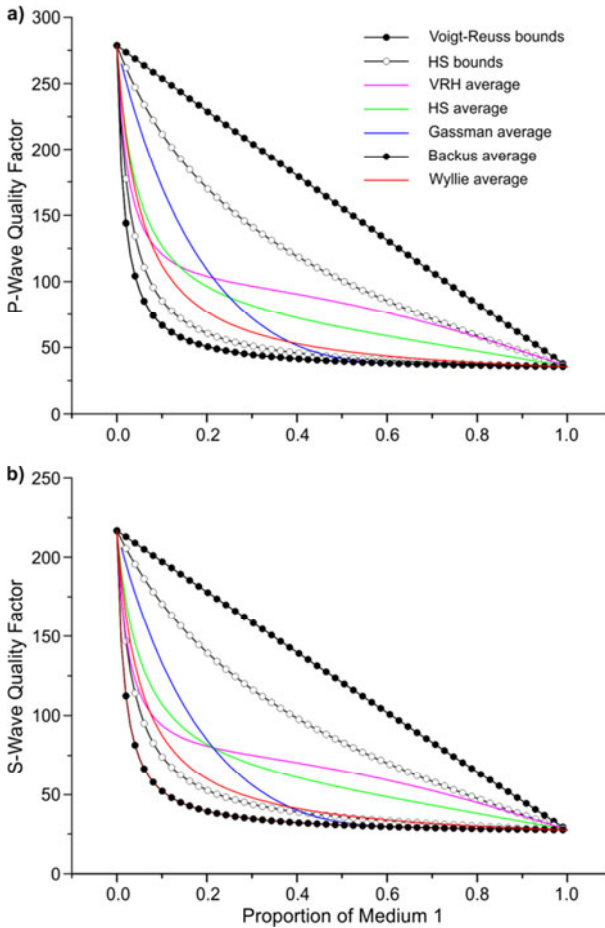 a)
300
250
200
150
100
50
0
P-Wave Quality Factor
Voigt-Reuss bounds
HS bounds
VRH average
HS average
Gassman average
Backus average
Wyllie average
0.0 0.2 0.4 0.6 0.8 1.0
b)
250
200
150
100
50
0
S-Wave Quality Factor
0.0 0.2 0.4 0.6 0.8 1.0
Proportion of Medium 1